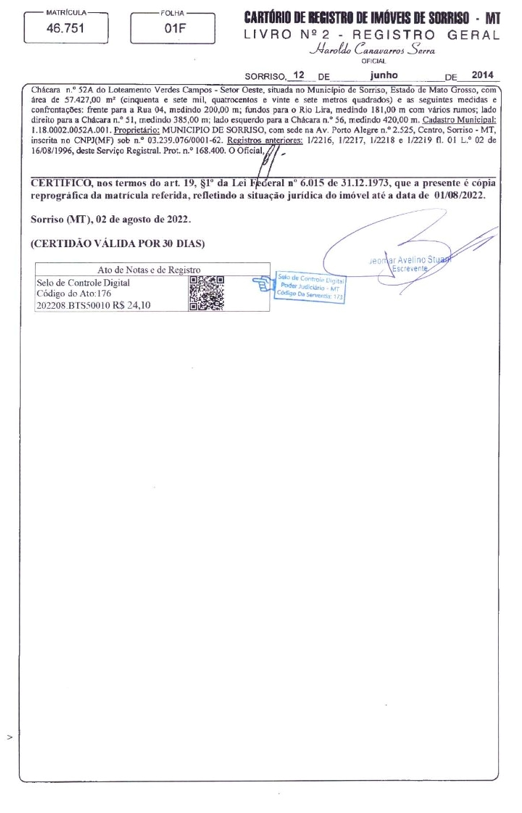 MATRÍCULA
46.751
FOLHA
01F
CARTÓRIO DE REGISTRO DE IMÓVEIS DE SORRISO - MT
LIVRO Nº 2 - REGISTRO GERAL
Haroldo Canavarros Serra
OFICIAL
SORRISO, 12 DE junho DE 2014
Chácara n.º 52A do Loteamento Verdes Campos - Setor Oeste, situada no Município de Sorriso, Estado de Mato Grosso, com
área de 57.427,00 m² (cinquenta e sete mil, quatrocentos e vinte e sete metros quadrados) e as seguintes medidas e
confrontações: frente para a Rua 04, medindo 200,00 m; fundos para o Rio Lira, medindo 181,00 m com vários rumos; lado
direito para a Chácara n.º 51, medindo 385,00 m; lado esquerdo para a Chácara n.º 56, medindo 420,00 m. Cadastro Municipal:
1.18.0002.0052A.001. Proprietário: MUNICIPIO DE SORRISO, com sede na Av. Porto Alegre n.º 2.525, Centro, Sorriso - MT,
inscrita no CNPJ(MF) sob n.º 03.239.076/0001-62. Registros anteriores: 1/2216, 1/2217, 1/2218 e 1/2219 fl. 01 L.º 02 de
16/08/1996, deste Serviço Registral. Prot. n.º 168.400. O Oficial,
CERTIFICO, nos termos do art. 19, §1º da Lei Federal nº 6.015 de 31.12.1973, que a presente é cópia
reprográfica da matrícula referida, refletindo a situação jurídica do imóvel até a data de 01/08/2022.
Sorriso (MT), 02 de agosto de 2022.
(CERTIDÃO VÁLIDA POR 30 DIAS)
Jeomar Avelino Stuani
Escrevente
Ato de Notas e de Registro
Selo de Controle Digital
Código do Ato:176
202208.BTS50010 R$ 24,10
Selo de Controle Digital
Poder Judiciário - MT
Código Da Serventia: 173
>